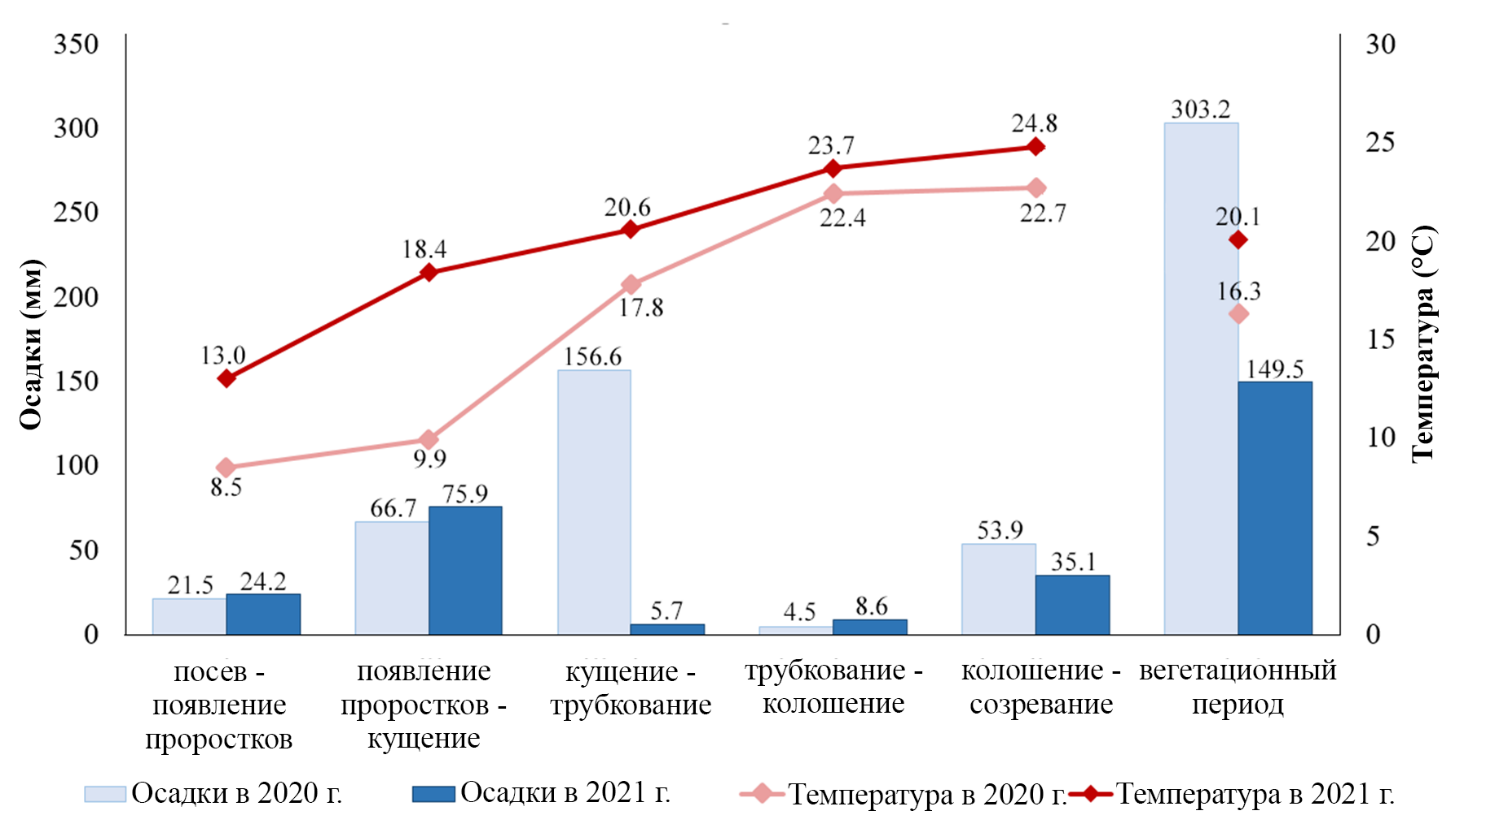 350
300
250
200
150
100
50
0
Осадки (мм)
30
25
20
15
10
5
0
Температура (°C)
13.0
18.4
20.6
23.7
24.8
20.1
8.5
9.9
17.8
22.4
22.7
16.3
21.5
24.2
66.7
75.9
156.6
5.7
4.5
8.6
53.9
35.1
303.2
149.5
посев -
появление
проростков
появление
проростков -
кущение
кущение -
трубкование
трубкование -
колошение
колошение -
созревание
вегетационный
период
Осадки в 2020 г.
Осадки в 2021 г.
Температура в 2020 г.
Температура в 2021 г.